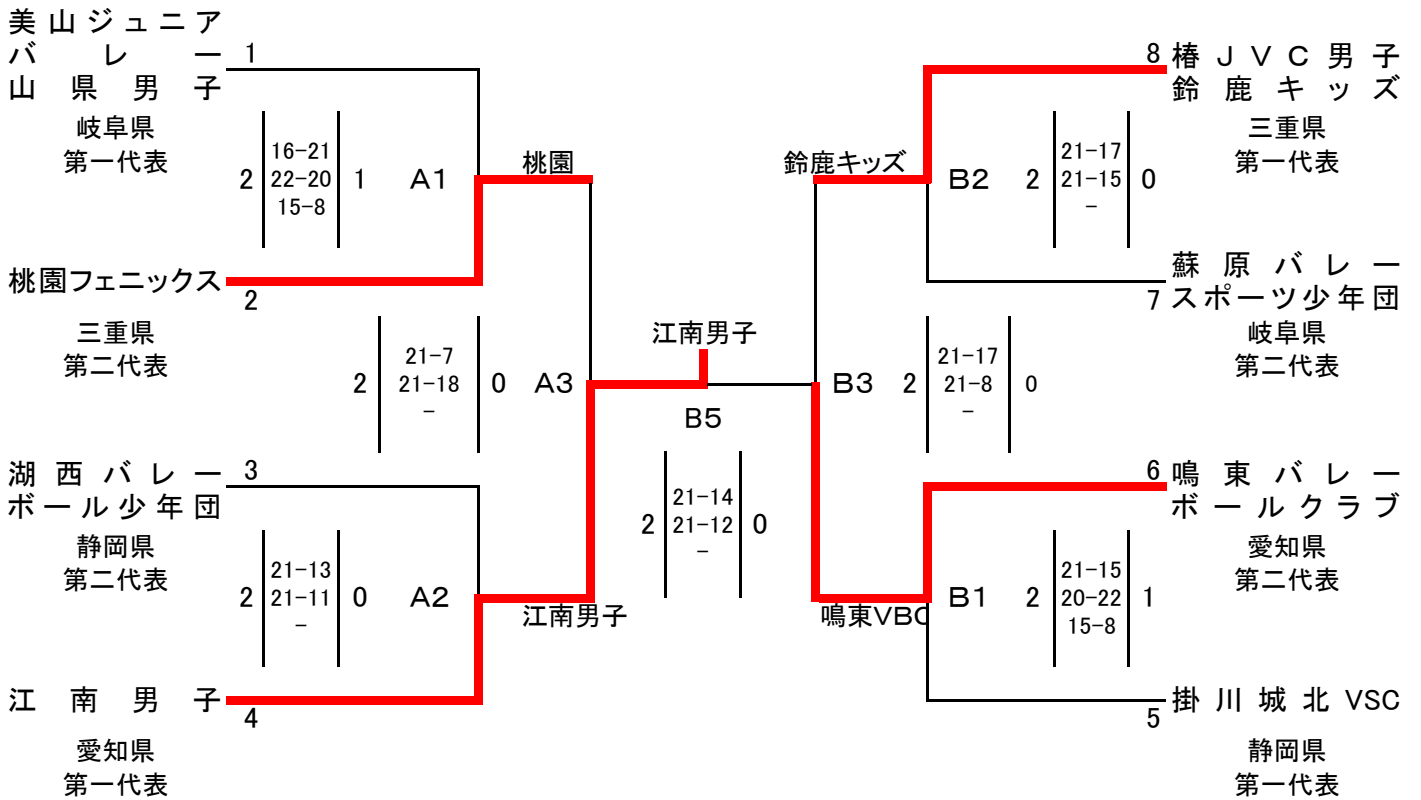 美山ジュニア
バレー
山県男子
1
岐阜県
第一代表
2
16-21
22-20
15-8
1
A1
桃園
桃園フェニックス
2
三重県
第二代表
2
21-7
21-18
-
0
A3
湖西バレー
ボール少年団
3
静岡県
第二代表
2
21-13
21-11
-
0
A2
江南男子
江南男子
4
愛知県
第一代表
江南男子
B5
2
21-14
21-12
-
0
8
椿JVC男子
鈴鹿キッズ
三重県
第一代表
鈴鹿キッズ
B2
2
21-17
21-15
-
0
蘇原バレー
スポーツ少年団
7
岐阜県
第二代表
B3
2
21-17
21-8
-
0
6
鳴東バレー
ボールクラブ
愛知県
第二代表
鳴東VBC
B1
2
21-15
20-22
15-8
1
5
掛川城北VSC
静岡県
第一代表